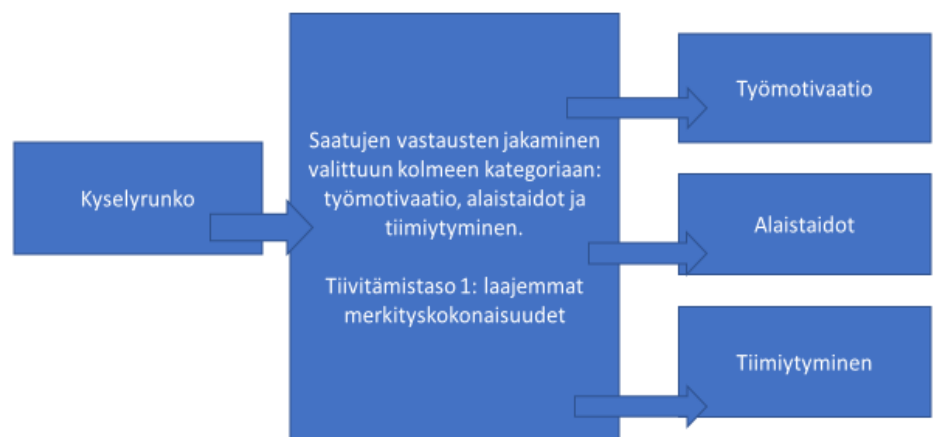 Kyselyrunko
Saatujen vastausten jakaminen
valittuun kolmeen kategoriaan:
työmotivaatio, alaistaidot ja
tiimiytyminen.
Tiivitämistaso 1: laajemmat
merkityskokonaisuudet
Työmotivaatio
Alaistaidot
Tiimiytyminen